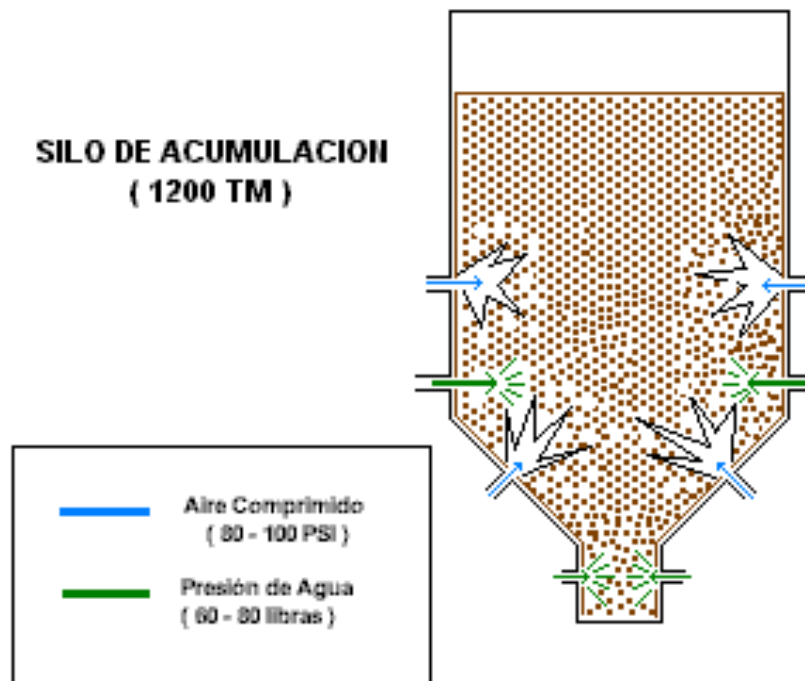 SILO DE ACUMULACION
( 1200 TM )
Aire Comprimido
( 80 - 100 PSI )
Presión de Agua
( 60 - 80 libras )